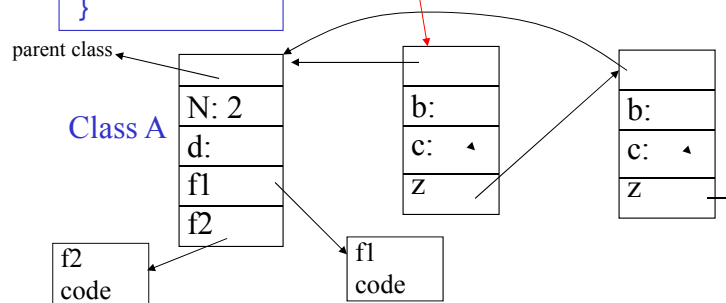 }
parent class
Class A
N: 2
d:
f1
f2
b:
c:
z
b:
c:
z
f2
code
f1
code